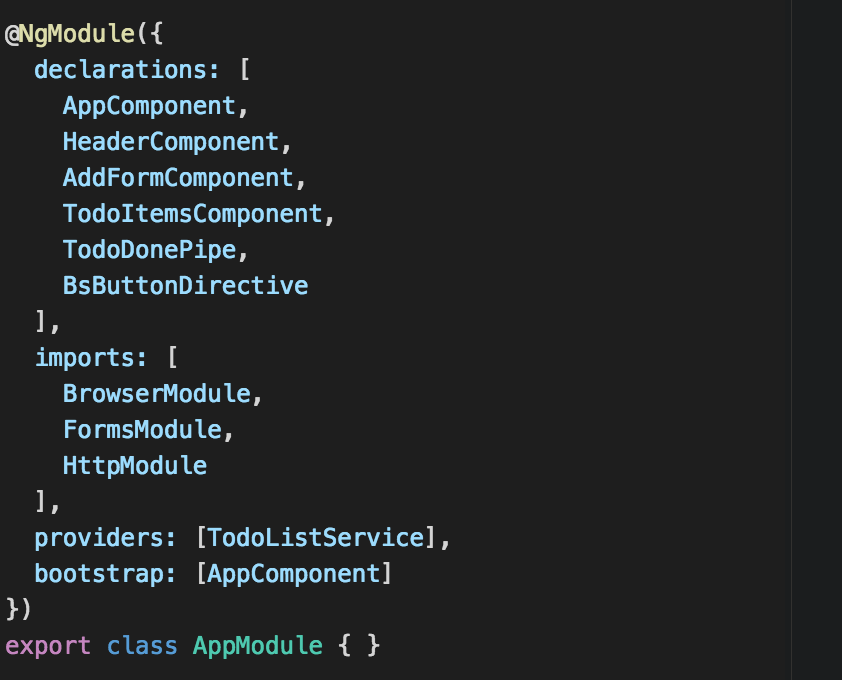 @NgModule({
  declarations: [
    AppComponent,
    HeaderComponent,
    AddFormComponent,
    TodoItemsComponent,
    TodoDonePipe,
    BsButtonDirective
  ],
  imports: [
    BrowserModule,
    FormsModule,
    HttpModule
  ],
  providers: [TodoListService],
  bootstrap: [AppComponent]
})
export class AppModule { }